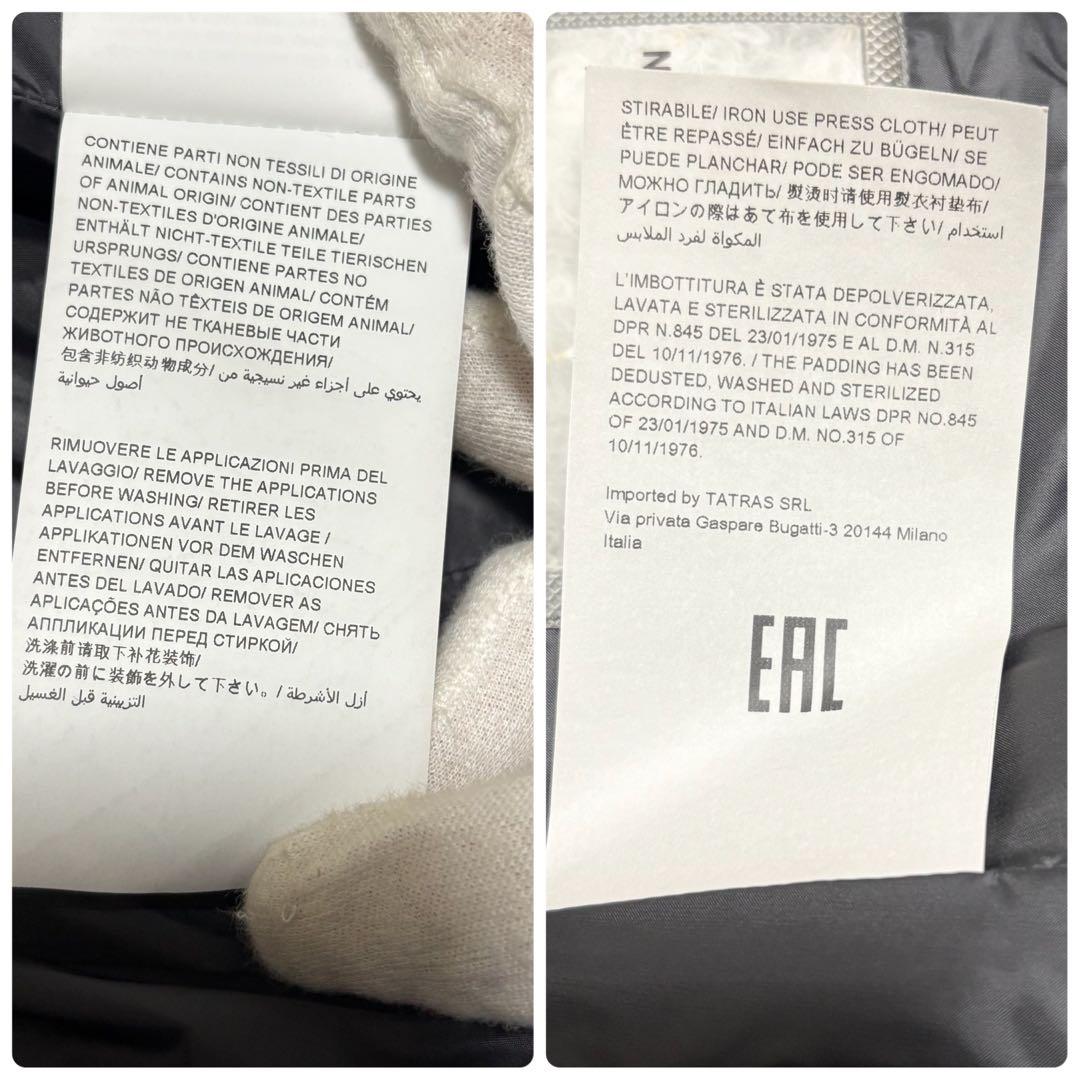 CONTIENE PARTI NON TESSILI DI ORIGINE
ANIMALE/ CONTAINS NON-TEXTILE PARTS
OF ANIMAL ORIGIN/ CONTIENT DES PARTIES
NON-TEXTILES D'ORIGINE ANIMALE/
ENTHÄLT NICHT-TEXTILE TEILE TIERISCHEN
URSPRUNGS/ CONTIENE PARTES NO
TEXTILES DE ORIGEN ANIMAL/ CONTÉM
PARTES NÃO TÊXTEIS DE ORIGEM ANIMAL/
СОДЕРЖИТ НЕ ТКАНЕВЫЕ ЧАСТИ
ЖИВОТНОГО ПРОИСХОЖДЕНИЯ/
包含非纺织动物成分/ يحتوي على أجزاء غير نسيجية من
أصول حيوانية
RIMUOVERE LE APPLICAZIONI PRIMA DEL
LAVAGGIO/ REMOVE THE APPLICATIONS
BEFORE WASHING/ RETIRER LES
APPLICATIONS AVANT LE LAVAGE /
APPLIKATIONEN VOR DEM WASCHEN
ENTFERNEN/ QUITAR LAS APLICACIONES
ANTES DEL LAVADO/ REMOVER AS
APLICAÇÕES ANTES DA LAVAGEM/ СНЯТЬ
АППЛИКАЦИИ ПЕРЕД СТИРКОЙ/
洗涤前请取下补花装饰/
洗濯の前に装飾を外して下さい。/ أزل الأشرطة
التزيينية قبل الغسيل
N
STIRABILE/ IRON USE PRESS CLOTH/ PEUT
ÊTRE REPASSÉ/ EINFACH ZU BÜGELN/ SE
PUEDE PLANCHAR/ PODE SER ENGOMADO/
МОЖНО ГЛАДИТЬ/ 熨烫时请使用熨衣衬垫布/
アイロンの際はあて布を使用して下さい/ استخدام
المكواة لفرد الملابس
L'IMBOTTITURA È STATA DEPOLVERIZZATA,
LAVATA E STERILIZZATA IN CONFORMITÀ AL
DPR N.845 DEL 23/01/1975 E AL D.M. N.315
DEL 10/11/1976. / THE PADDING HAS BEEN
DEDUSTED, WASHED AND STERILIZED
ACCORDING TO ITALIAN LAWS DPR NO.845
OF 23/01/1975 AND D.M. NO.315 OF
10/11/1976.
Imported by TATRAS SRL
Via privata Gaspare Bugatti-3 20144 Milano
Italia
EAC